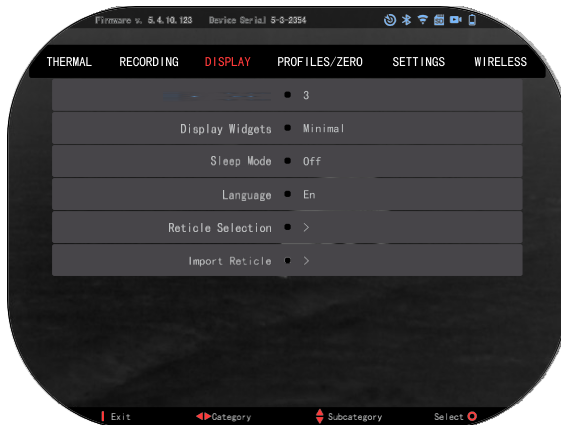 Firmware v. 5.4.10.123 Device Serial 5-3-2354
THERMAL RECORDING DISPLAY PROFILES/ZERO SETTINGS WIRELESS
3
Display Widgets Minimal
Sleep Mode Off
Language En
Reticle Selection >
Import Reticle >
Exit Category Subcategory Select